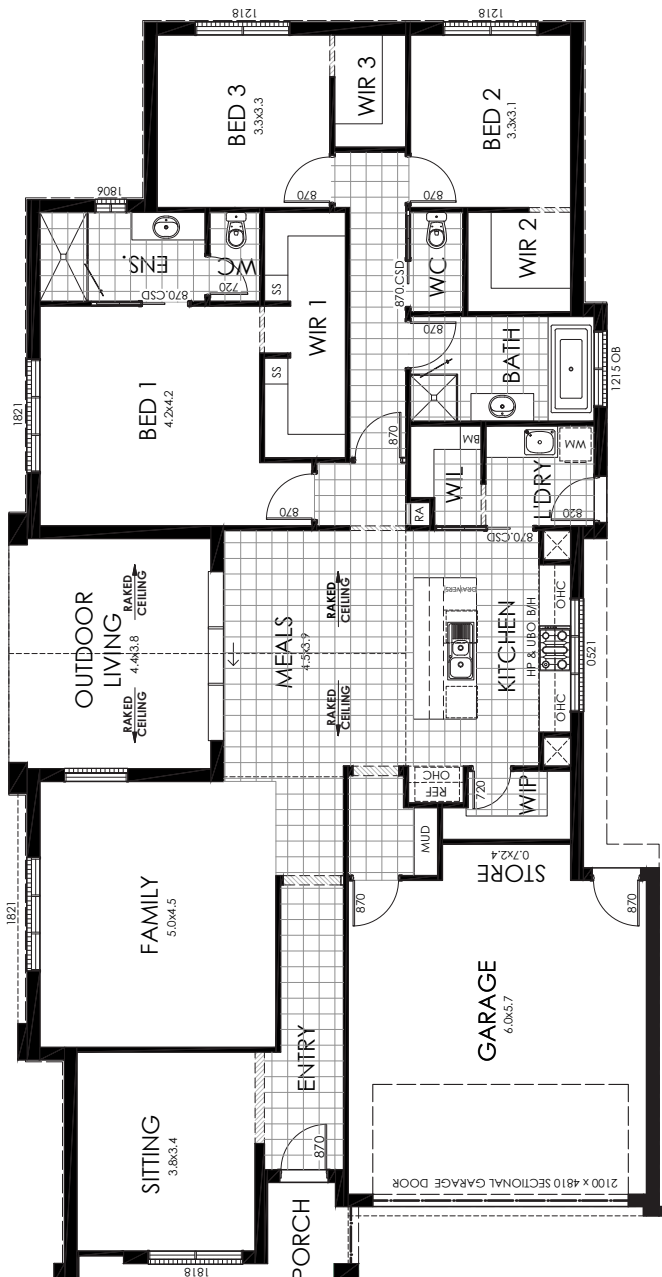 1218
1218
BED 3
3.3x3.3
WIR 3
BED 2
3.3x3.1
870
870
1806
ENS.
WC
720
870.CSD
SS
WIR 1
SS
870.CSD
WC
WIR 2
1821
BED 1
4.2x4.2
870
BATH
1215 OB
870
870
BM
WIL
RA
WM
L'DRY
820
870.CSD
OUTDOOR
LIVING
4.4x3.8
RAKED
CEILING
RAKED
CEILING
MEALS
4.5x3.9
RAKED
CEILING
RAKED
CEILING
DRAWERS
KITCHEN
HP & UBO B/H
OHC
OHC
0521
OHC
REF
720
WIP
MUD
1821
FAMILY
5.0x4.5
STORE
0.7x2.4
870
870
GARAGE
6.0x5.7
ENTRY
SITTING
3.8x3.4
870
2100 x 4810 SECTIONAL GARAGE DOOR
PORCH
1818